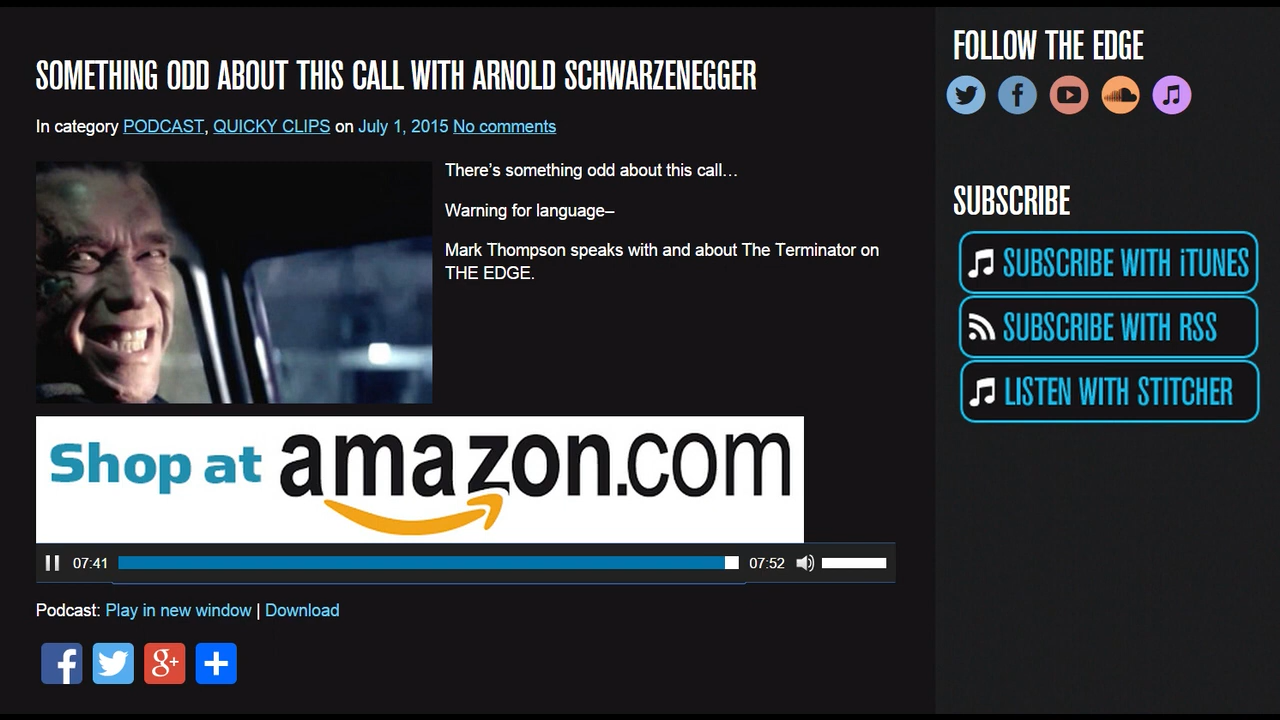 SOMETHING ODD ABOUT THIS CALL WITH ARNOLD SCHWARZENEGGER
In category PODCAST, QUICKY CLIPS on July 1, 2015 No comments
There's something odd about this call…
Warning for language–
Mark Thompson speaks with and about The Terminator on
THE EDGE.
Shop at amazon.com
07:41 07:52
Podcast: Play in new window | Download
f g+
FOLLOW THE EDGE
f
SUBSCRIBE
SUBSCRIBE WITH iTUNES
SUBSCRIBE WITH RSS
LISTEN WITH STITCHER